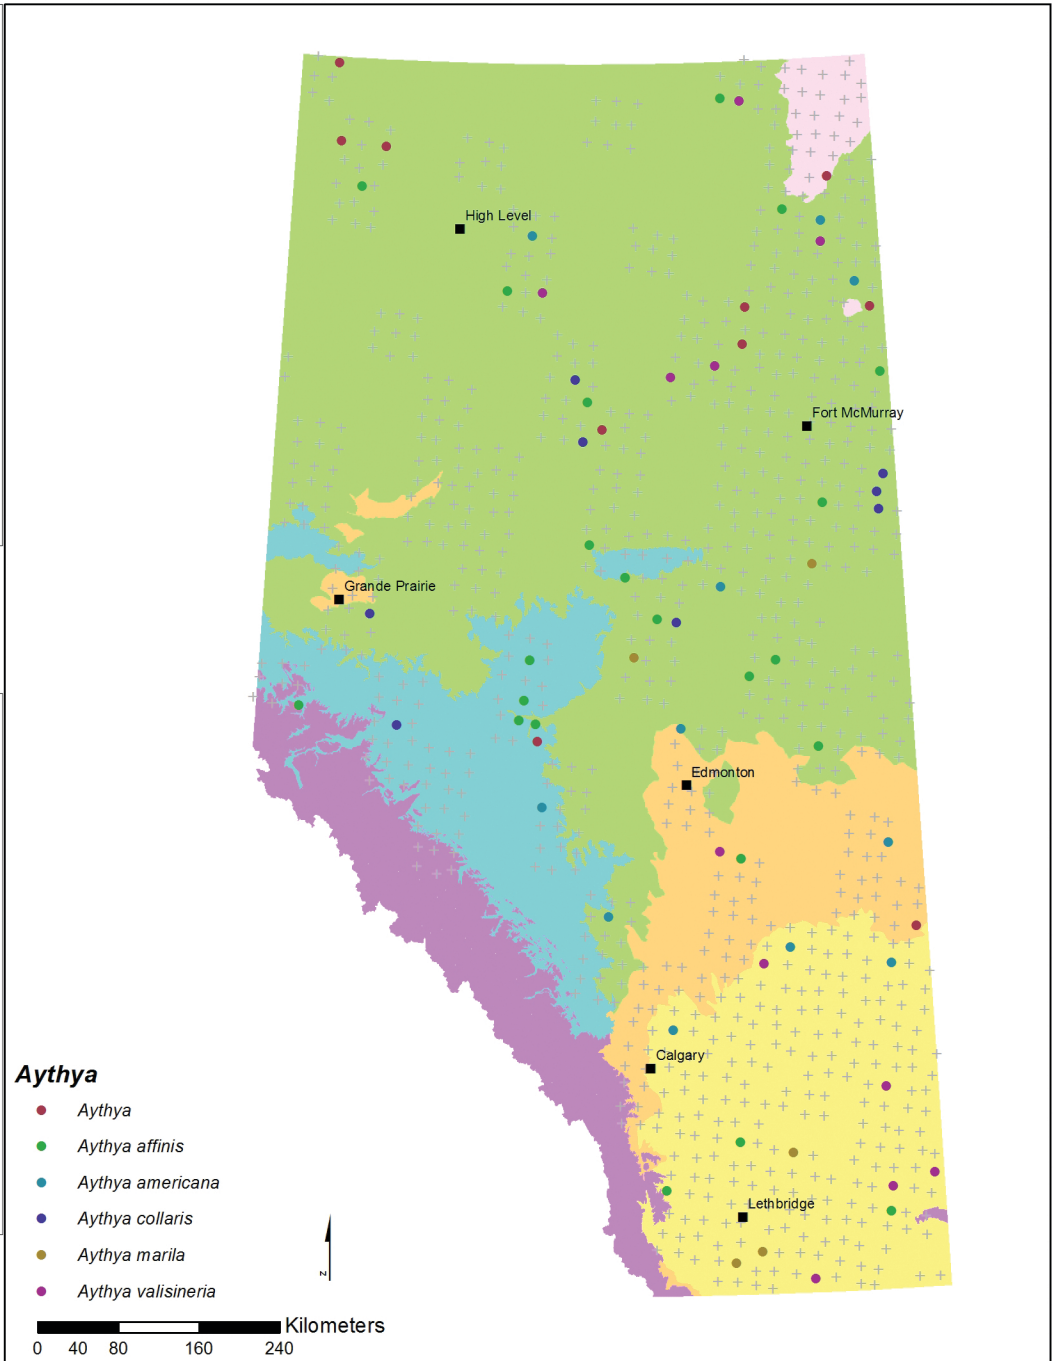 High Level
Fort McMurray
Grande Prairie
Edmonton
Calgary
Lethbridge
Aythya
Aythya
Aythya affinis
Aythya americana
Aythya collaris
Aythya marila
Aythya valisineria
z
Kilometers
0 40 80 160 240